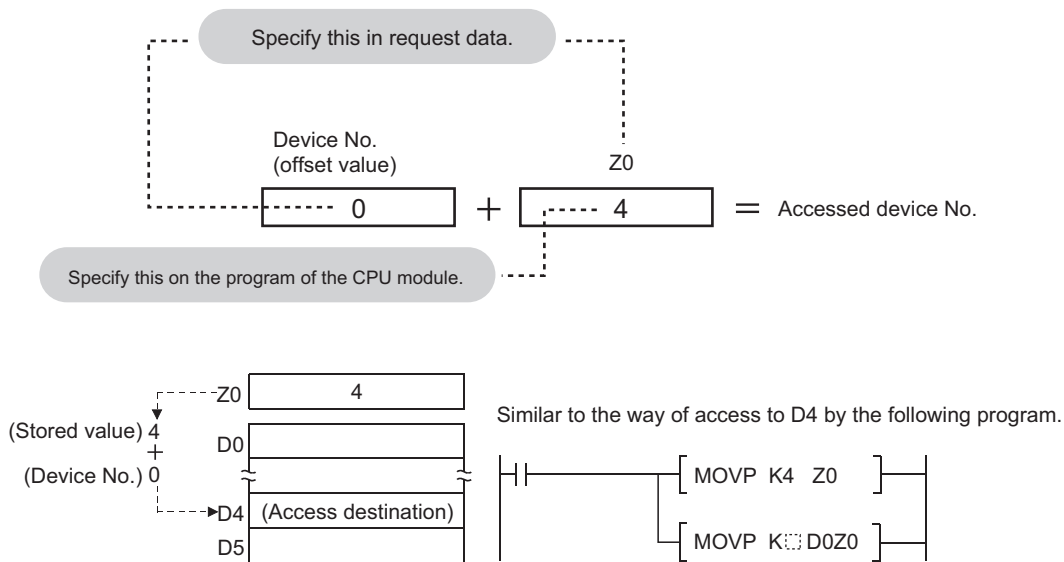 Specify this in request data.
Device No.
(offset value)
Z0
0 + 4 = Accessed device No.
Specify this on the program of the CPU module.
Z0 4
Similar to the way of access to D4 by the following program.
(Stored value) 4
D0
+
(Device No.) 0
MOVP K4 Z0
D4 (Access destination)
D5
MOVP K⬚ D0Z0